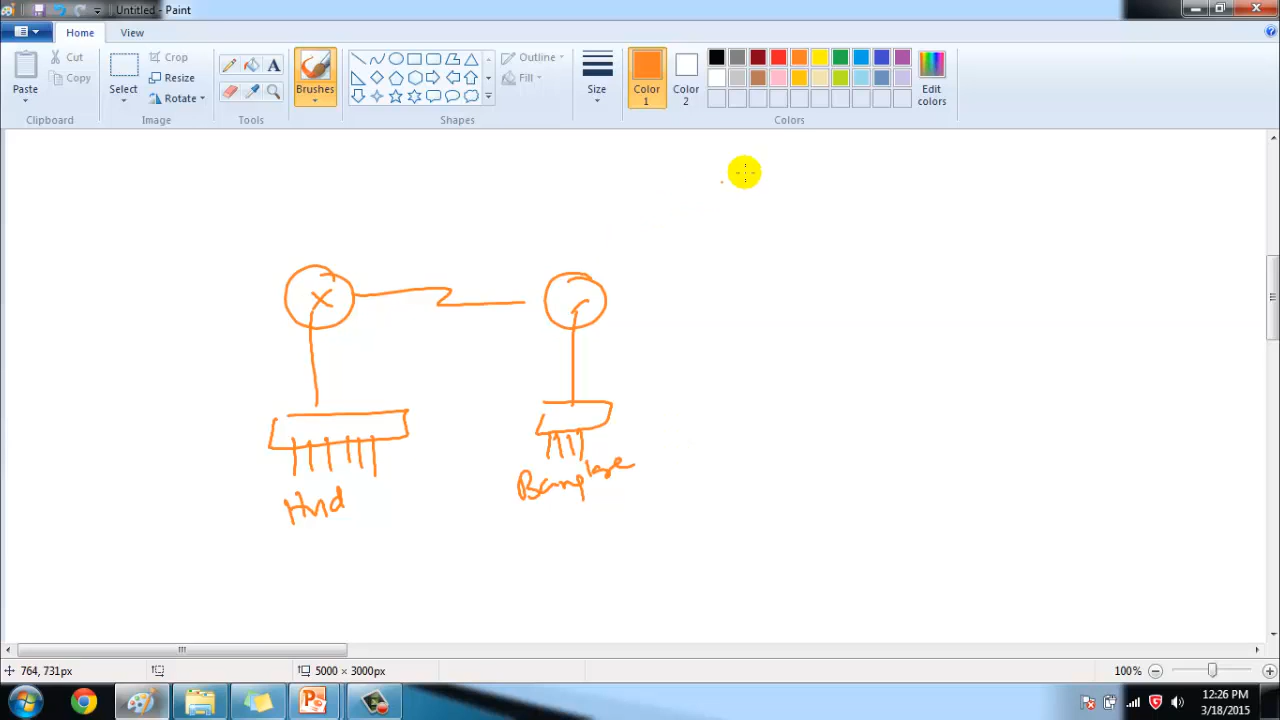 Untitled - Paint
Home View
Paste
Cut
Copy
Clipboard
Select
Crop
Resize
Rotate
Image
Tools
Brushes
Shapes
Outline
Fill
Size
Color 1
Color 2
Colors
Edit colors
X
Hnd
764, 731px
5000 × 3000px
100%
12:26 PM
3/18/2015